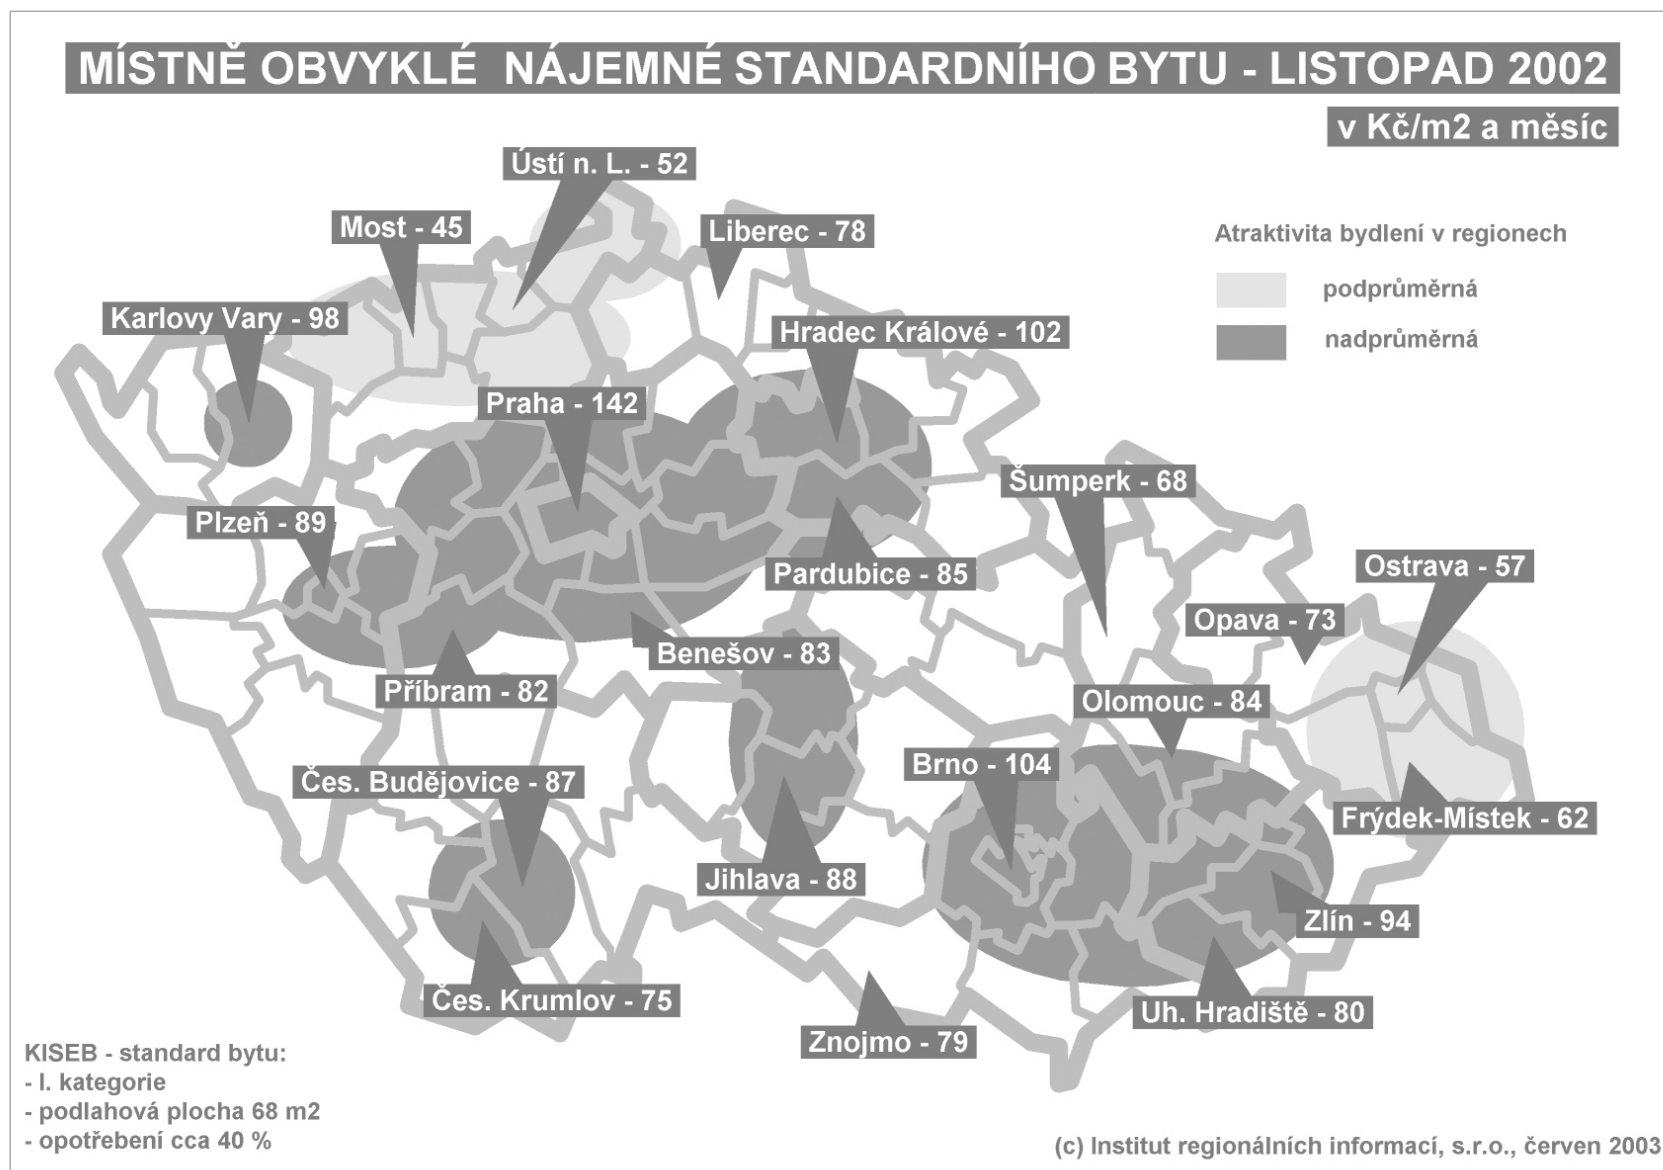 MÍSTNĚ OBVYKLÉ NÁJEMNÉ STANDARDNÍHO BYTU - LISTOPAD 2002
v Kč/m2 a měsíc
Ústí n. L. - 52
Most - 45
Liberec - 78
Atraktivita bydlení v regionech
podprůměrná
nadprůměrná
Karlovy Vary - 98
Hradec Králové - 102
Praha - 142
Šumperk - 68
Plzeň - 89
Pardubice - 85
Ostrava - 57
Opava - 73
Benešov - 83
Příbram - 82
Olomouc - 84
Brno - 104
Čes. Budějovice - 87
Frýdek-Místek - 62
Jihlava - 88
Zlín - 94
Čes. Krumlov - 75
Uh. Hradiště - 80
Znojmo - 79
KISEB - standard bytu:
- I. kategorie
- podlahová plocha 68 m2
- opotřebení cca 40 %
(c) Institut regionálních informací, s.r.o., červen 2003